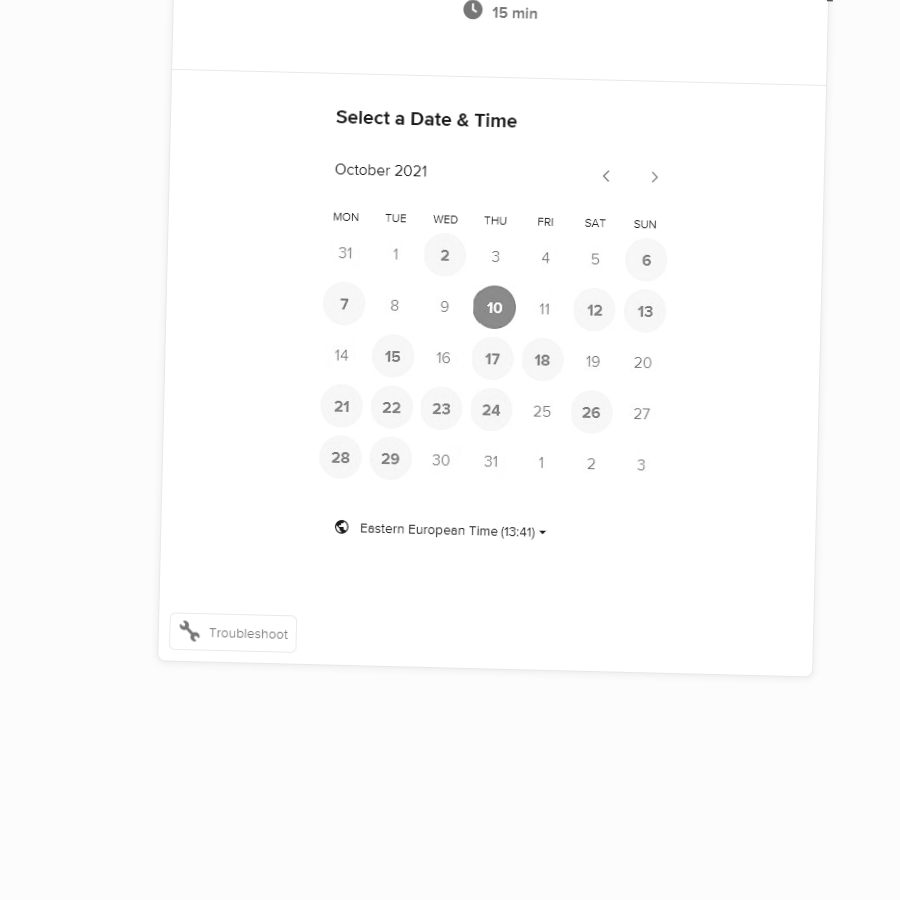 15 min
Select a Date & Time
October 2021
MON TUE WED THU FRI SAT SUN
31 1 2 3 4 5 6
7 8 9 10 11 12 13
14 15 16 17 18 19 20
21 22 23 24 25 26 27
28 29 30 31 1 2 3
Eastern European Time (13:41)
Troubleshoot